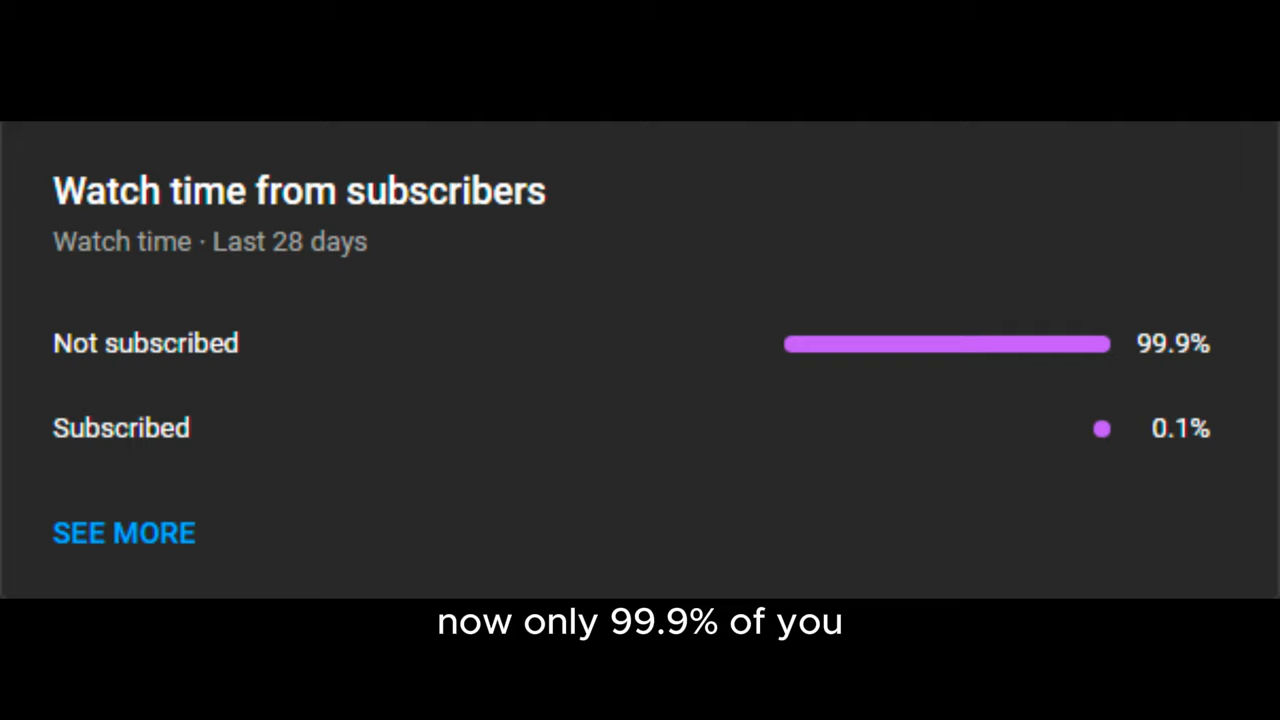 Watch time from subscribers
Watch time · Last 28 days
Not subscribed 99.9%
Subscribed 0.1%
SEE MORE
now only 99.9% of you